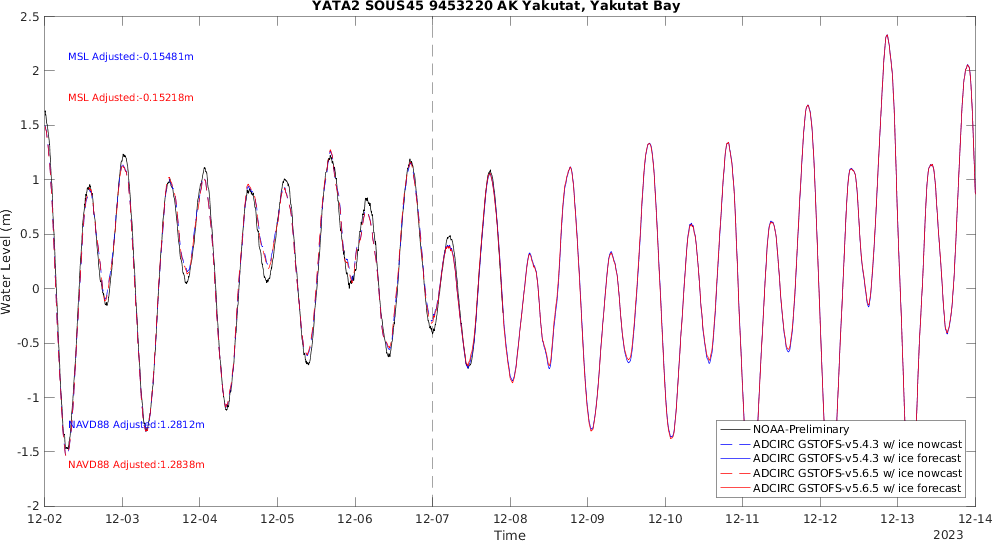 YATA2 SOUS45 9453220 AK Yakutat, Yakutat Bay
2.5
2
1.5
1
0.5
0
-0.5
-1
-1.5
-2
Water Level (m)
MSL Adjusted:-0.15481m
MSL Adjusted:-0.15218m
NAVD88 Adjusted:1.2812m
NAVD88 Adjusted:1.2838m
NOAA-Preliminary
ADCIRC GSTOFS-v5.4.3 w/ ice nowcast
ADCIRC GSTOFS-v5.4.3 w/ ice forecast
ADCIRC GSTOFS-v5.6.5 w/ ice nowcast
ADCIRC GSTOFS-v5.6.5 w/ ice forecast
12-02 12-03 12-04 12-05 12-06 12-07 12-08 12-09 12-10 12-11 12-12 12-13 12-14
Time
2023